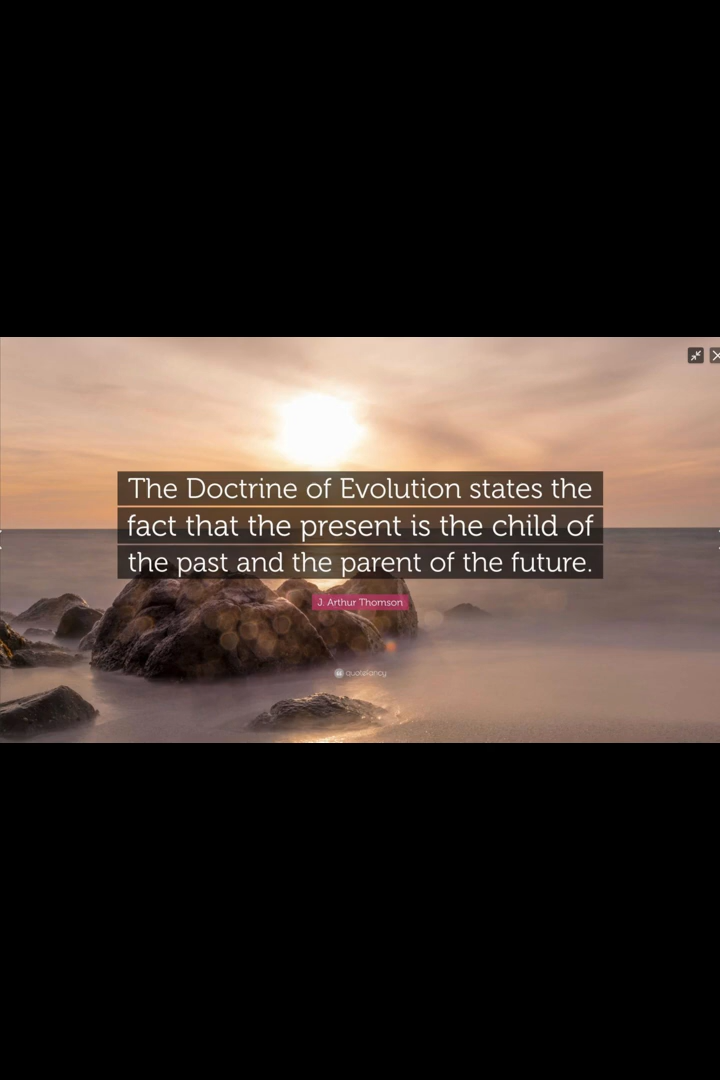 The Doctrine of Evolution states the
fact that the present is the child of
the past and the parent of the future.
J. Arthur Thomson
quotefancy